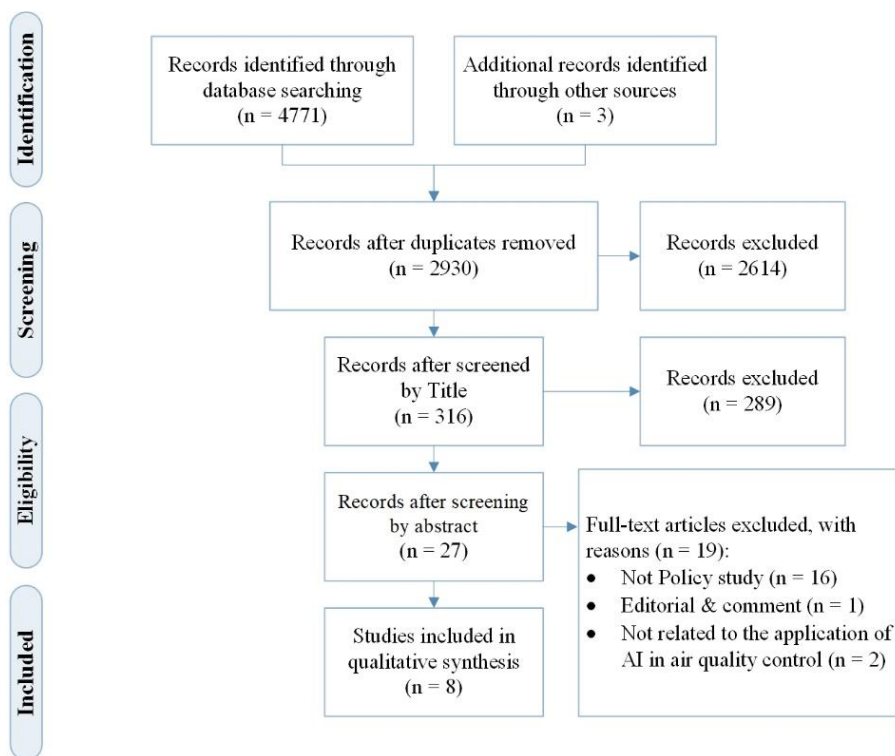 Identification
Records identified through
database searching
(n = 4771)
Additional records identified
through other sources
(n = 3)
Screening
Records after duplicates removed
(n = 2930)
Records excluded
(n = 2614)
Records after screened
by Title
(n = 316)
Records excluded
(n = 289)
Eligibility
Records after screening
by abstract
(n = 27)
Full-text articles excluded, with
reasons (n = 19):
● Not Policy study (n = 16)
● Editorial & comment (n = 1)
● Not related to the application of
AI in air quality control (n = 2)
Included
Studies included in
qualitative synthesis
(n = 8)